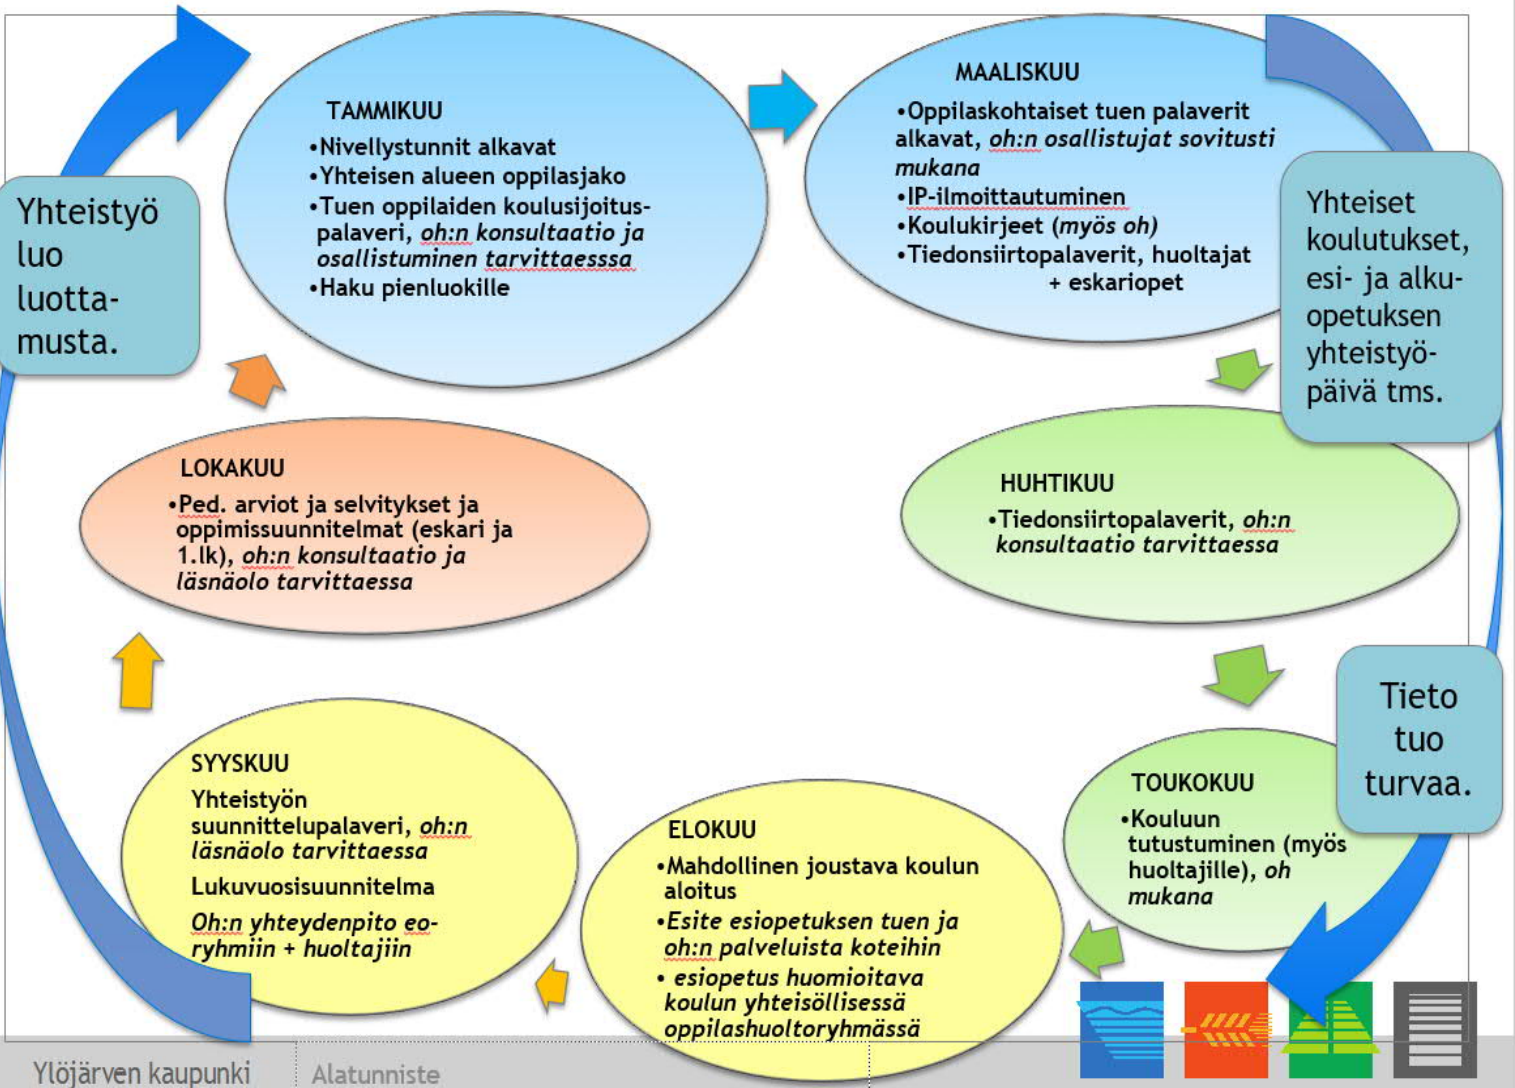 TAMMIKUU
•Nivellystunnit alkavat
•Yhteisen alueen oppilasjako
•Tuen oppilaiden koulusijoitus-
palaveri, oh:n konsultaatio ja
osallistuminen tarvittaesssa
•Haku pienluokille
MAALISKUU
•Oppilaskohtaiset tuen palaverit
alkavat, oh:n osallistujat sovitusti
mukana
•IP-ilmoittautuminen
•Koulukirjeet (myös oh)
•Tiedonsiirtopalaverit, huoltajat
+ eskariopet
Yhteistyö
luo
luotta-
musta.
Yhteiset
koulutukset,
esi- ja alku-
opetuksen
yhteistyö-
päivä tms.
LOKAKUU
•Ped. arviot ja selvitykset ja
oppimissuunnitelmat (eskari ja
1.lk), oh:n konsultaatio ja
läsnäolo tarvittaessa
HUHTIKUU
•Tiedonsiirtopalaverit, oh:n
konsultaatio tarvittaessa
SYYSKUU
Yhteistyön
suunnittelupalaveri, oh:n
läsnäolo tarvittaessa
Lukuvuosisuunnitelma
Oh:n yhteydenpito eo-
ryhmiin + huoltajiin
ELOKUU
•Mahdollinen joustava koulun
aloitus
•Esite esiopetuksen tuen ja
oh:n palveluista koteihin
• esiopetus huomioitava
koulun yhteisöllisessä
oppilashuoltoryhmässä
TOUKOKUU
•Kouluun
tutustuminen (myös
huoltajille), oh
mukana
Tieto
tuo
turvaa.
Ylöjärven kaupunki
Alatunniste